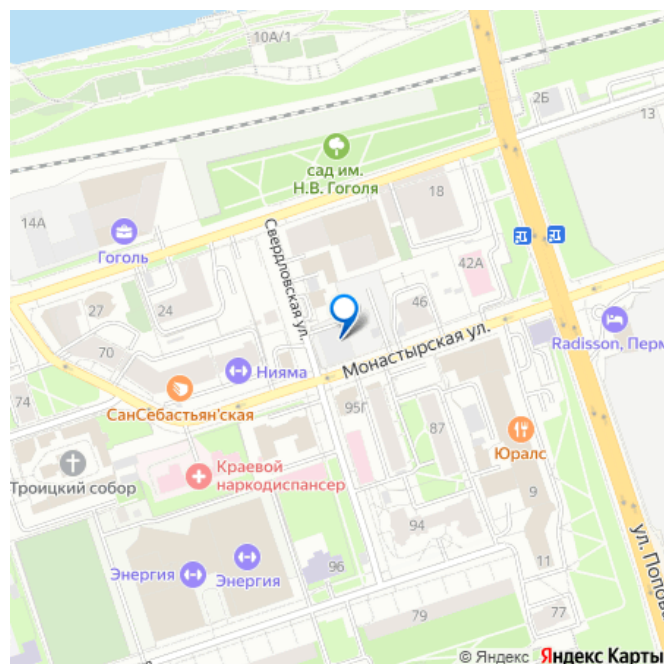 10А/1
2Б
13
сад им.
Н.В. Гоголя
18
14А
Гоголь
Свердловская ул.
42А
27
24
46
Radisson, Перм
70
Монастырская ул.
Нияма
74
СанСебастьян'ская
95Г
87
Юралс
Троицкий собор
Краевой
наркодиспансер
9
94
ул. Попова
11
Энергия
Энергия
96
79
77
© Яндекс Яндекс Карты